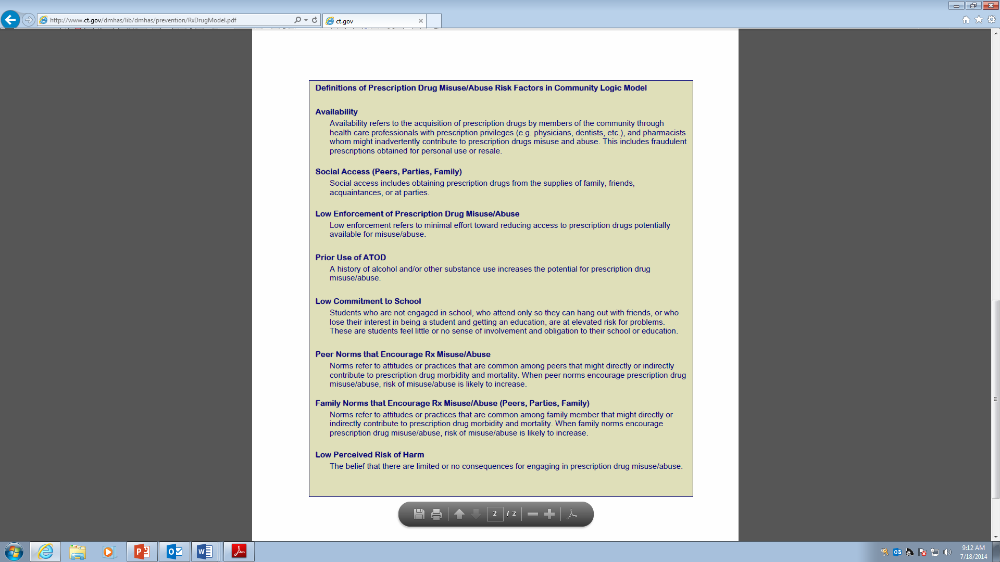 http://www.ct.gov/dmhas/lib/dmhas/prevention/RxDrugModel.pdf
ct.gov
Definitions of Prescription Drug Misuse/Abuse Risk Factors in Community Logic Model
Availability
Availability refers to the acquisition of prescription drugs by members of the community through
health care professionals with prescription privileges (e.g. physicians, dentists, etc.), and pharmacists
whom might inadvertently contribute to prescription drugs misuse and abuse. This includes fraudulent
prescriptions obtained for personal use or resale.
Social Access (Peers, Parties, Family)
Social access includes obtaining prescription drugs from the supplies of family, friends,
acquaintances, or at parties.
Low Enforcement of Prescription Drug Misuse/Abuse
Low enforcement refers to minimal effort toward reducing access to prescription drugs potentially
available for misuse/abuse.
Prior Use of ATOD
A history of alcohol and/or other substance use increases the potential for prescription drug
misuse/abuse.
Low Commitment to School
Students who are not engaged in school, who attend only so they can hang out with friends, or who
lose their interest in being a student and getting an education, are at elevated risk for problems.
These are students feel little or no sense of involvement and obligation to their school or education.
Peer Norms that Encourage Rx Misuse/Abuse
Norms refer to attitudes or practices that are common among peers that might directly or indirectly
contribute to prescription drug morbidity and mortality. When peer norms encourage prescription drug
misuse/abuse, risk of misuse/abuse is likely to increase.
Family Norms that Encourage Rx Misuse/Abuse (Peers, Parties, Family)
Norms refer to attitudes or practices that are common among family member that might directly or
indirectly contribute to prescription drug morbidity and mortality. When family norms encourage
prescription drug misuse/abuse, risk of misuse/abuse is likely to increase.
Low Perceived Risk of Harm
The belief that there are limited or no consequences for engaging in prescription drug misuse/abuse.
2 / 2
9:12 AM
7/18/2014